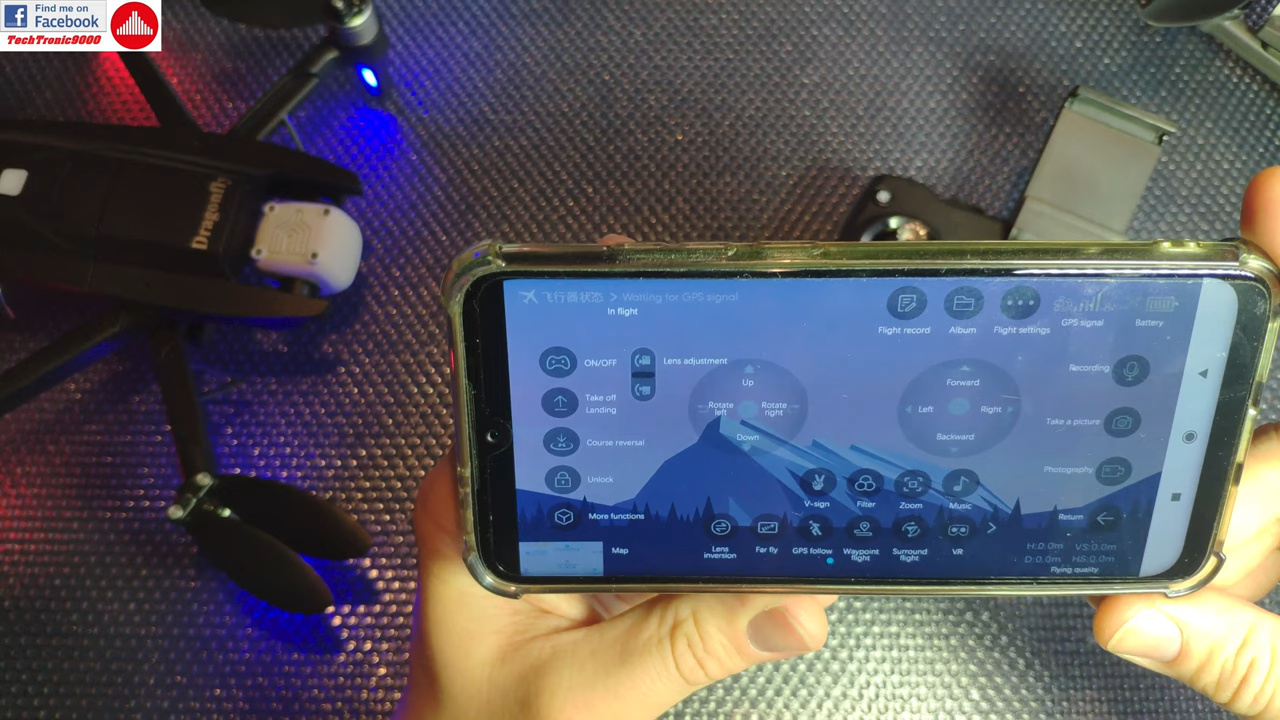 Find me on
Facebook
TechTronic9000
Dragonfly
飞行器状态 > Waiting for GPS signal
In flight
Flight record
Album
Flight settings
GPS signal
Battery
ON/OFF
Lens adjustment
Take off
Landing
Course reversal
Unlock
More functions
Map
Up
Rotate left
Rotate right
Down
Forward
Left
Right
Backward
Recording
Take a picture
Photography
Return
V-sign
Filter
Zoom
Music
Lens inversion
Far fly
GPS follow
Waypoint flight
Surround flight
VR
H:0.0m VS:0.0m
D:0.0m HS:0.0m
Flying quality